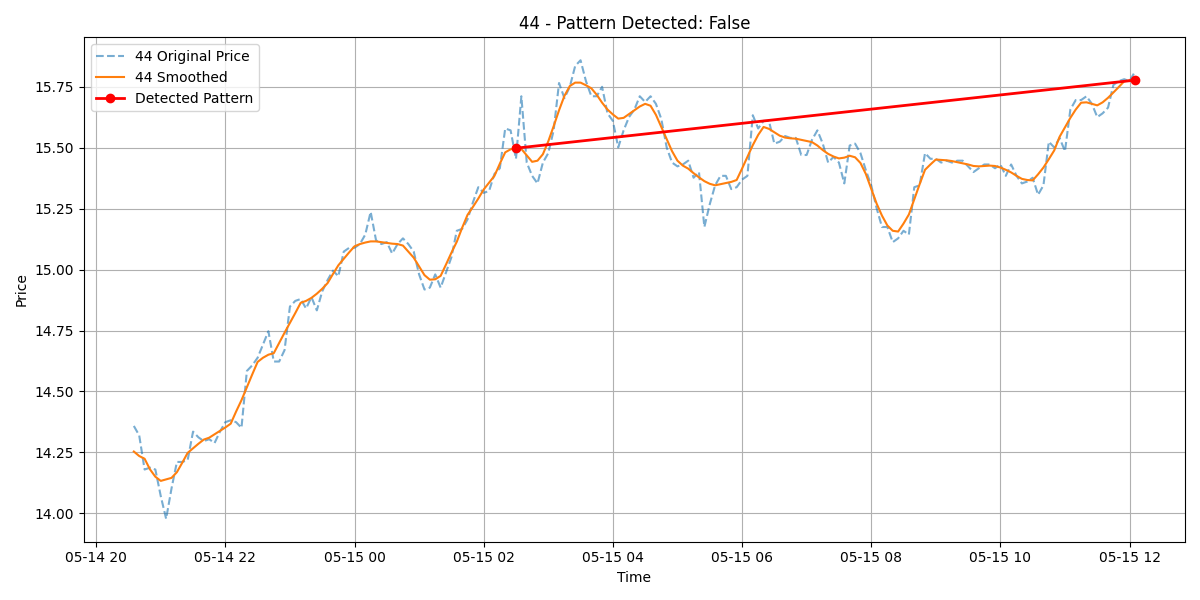 44 - Pattern Detected: False
44 Original Price
44 Smoothed
Detected Pattern
Price
15.75
15.50
15.25
15.00
14.75
14.50
14.25
14.00
05-14 20 05-14 22 05-15 00 05-15 02 05-15 04 05-15 06 05-15 08 05-15 10 05-15 12
Time